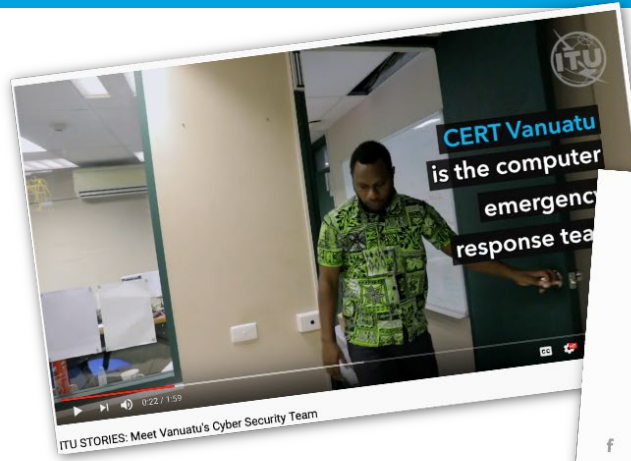 ITU
CERT Vanuatu
is the computer
emergency
response tea
CC
0:22 / 1:59
ITU STORIES: Meet Vanuatu's Cyber Security Team
f